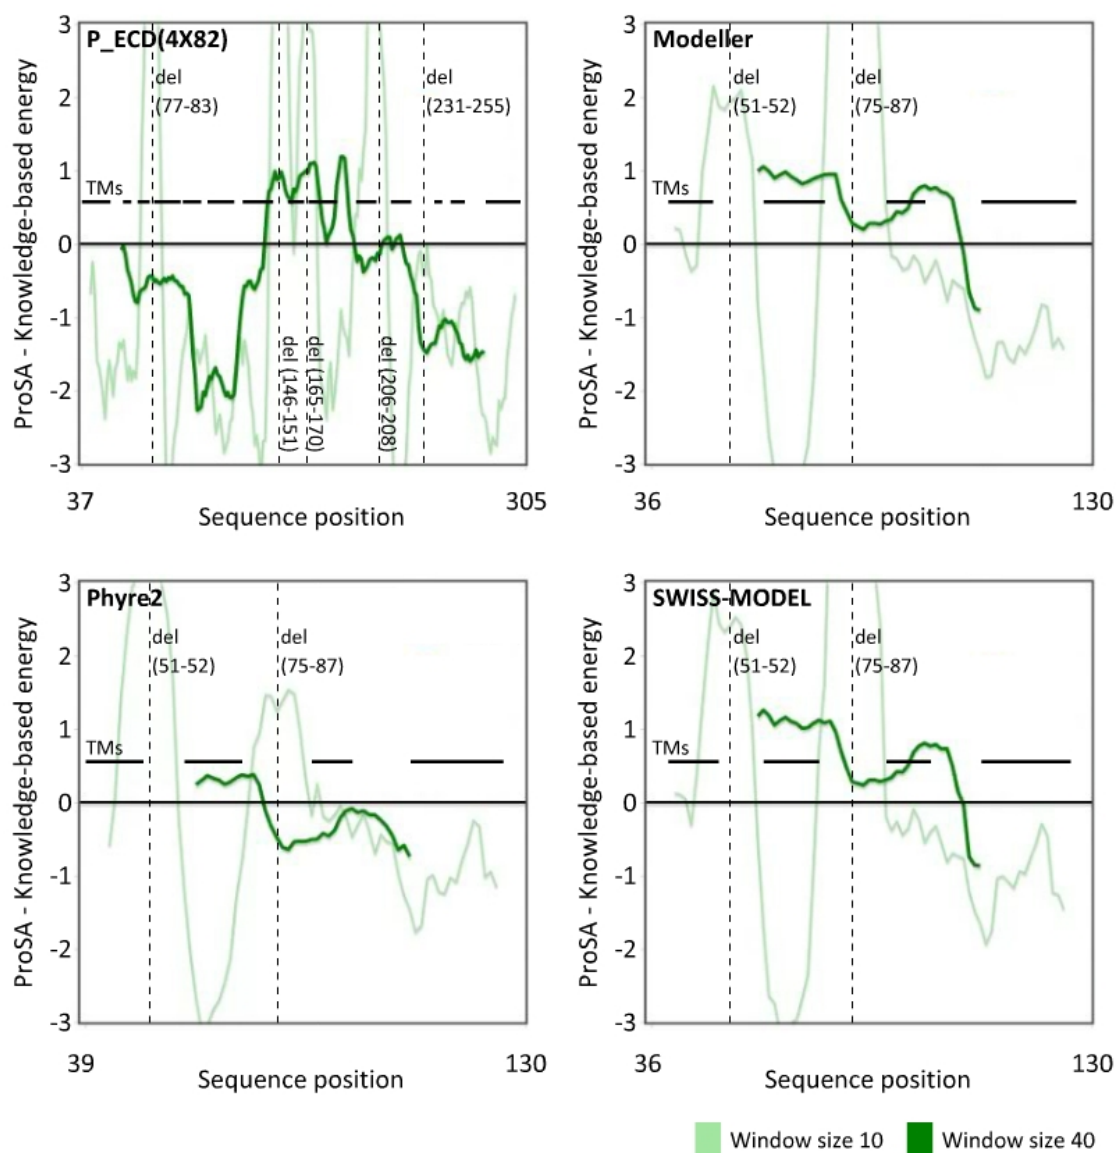 P_ECD(4X82)
ProSA - Knowledge-based energy
3
2
1
0
-1
-2
-3
TMs
del
(77-83)
del
(231-255)
del (146-151)
del (165-170)
del (206-208)
37
305
Sequence position
Modeller
ProSA - Knowledge-based energy
3
2
1
0
-1
-2
-3
TMs
del
(51-52)
del
(75-87)
36
130
Sequence position
Phyre2
ProSA - Knowledge-based energy
3
2
1
0
-1
-2
-3
TMs
del
(51-52)
del
(75-87)
39
130
Sequence position
SWISS-MODEL
ProSA - Knowledge-based energy
3
2
1
0
-1
-2
-3
TMs
del
(51-52)
del
(75-87)
36
130
Sequence position
Window size 10
Window size 40